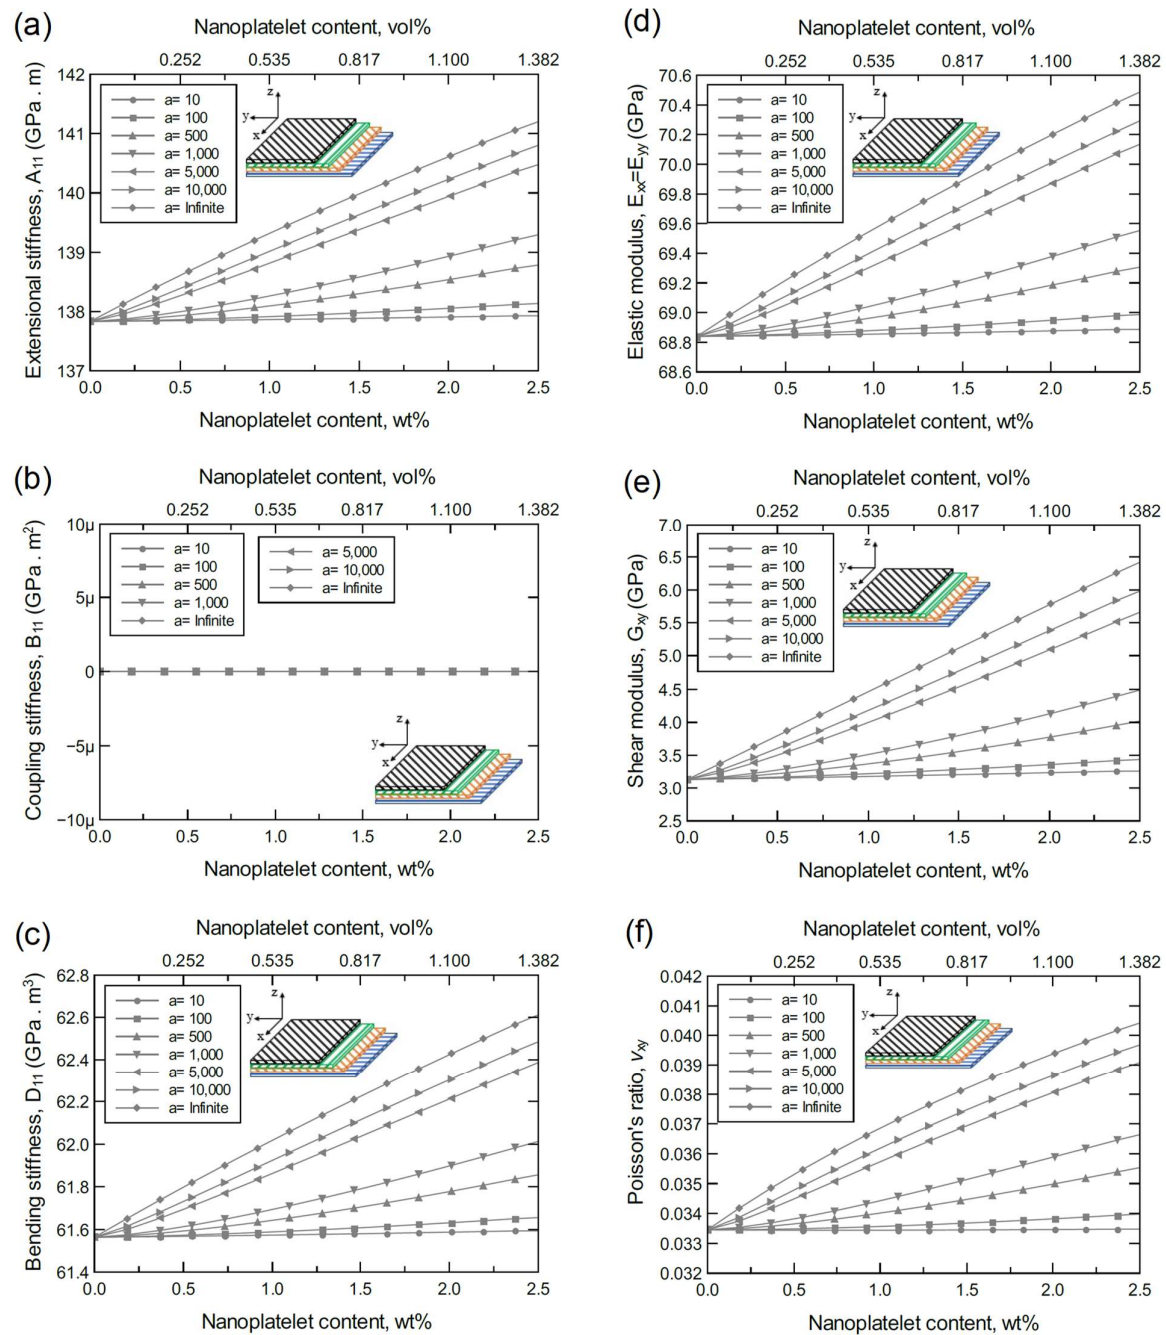 (a)
Nanoplatelet content, vol%
0.252 0.535 0.817 1.100 1.382
142
141
140
139
138
137
Extensional stiffness, A₁₁ (GPa . m)
a= 10
a= 100
a= 500
a= 1,000
a= 5,000
a= 10,000
a= Infinite
z
y
x
0.0 0.5 1.0 1.5 2.0 2.5
Nanoplatelet content, wt%
(d)
Nanoplatelet content, vol%
0.252 0.535 0.817 1.100 1.382
70.6
70.4
70.2
70.0
69.8
69.6
69.4
69.2
69.0
68.8
68.6
Elastic modulus, Eₓₓ=Eyy (GPa)
a= 10
a= 100
a= 500
a= 1,000
a= 5,000
a= 10,000
a= Infinite
z
y
x
0.0 0.5 1.0 1.5 2.0 2.5
Nanoplatelet content, wt%
(b)
Nanoplatelet content, vol%
0.252 0.535 0.817 1.100 1.382
10µ
5µ
0
−5µ
−10µ
Coupling stiffness, B₁₁ (GPa . m²)
a= 10
a= 100
a= 500
a= 1,000
a= Infinite
a= 5,000
a= 10,000
a= Infinite
z
y
x
0.0 0.5 1.0 1.5 2.0 2.5
Nanoplatelet content, wt%
(e)
Nanoplatelet content, vol%
0.252 0.535 0.817 1.100 1.382
7.0
6.5
6.0
5.5
5.0
4.5
4.0
3.5
3.0
2.5
Shear modulus, Gxy (GPa)
a= 10
a= 100
a= 500
a= 1,000
a= 5,000
a= 10,000
a= Infinite
z
y
x
0.0 0.5 1.0 1.5 2.0 2.5
Nanoplatelet content, wt%
(c)
Nanoplatelet content, vol%
0.252 0.535 0.817 1.100 1.382
62.8
62.6
62.4
62.2
62.0
61.8
61.6
61.4
Bending stiffness, D₁₁ (GPa . m³)
a= 10
a= 100
a= 500
a= 1,000
a= 5,000
a= 10,000
a= Infinite
z
y
x
0.0 0.5 1.0 1.5 2.0 2.5
Nanoplatelet content, wt%
(f)
Nanoplatelet content, vol%
0.252 0.535 0.817 1.100 1.382
0.042
0.041
0.040
0.039
0.038
0.037
0.036
0.035
0.034
0.033
0.032
Poisson's ratio, νxy
a= 10
a= 100
a= 500
a= 1,000
a= 5,000
a= 10,000
a= Infinite
z
y
x
0.0 0.5 1.0 1.5 2.0 2.5
Nanoplatelet content, wt%